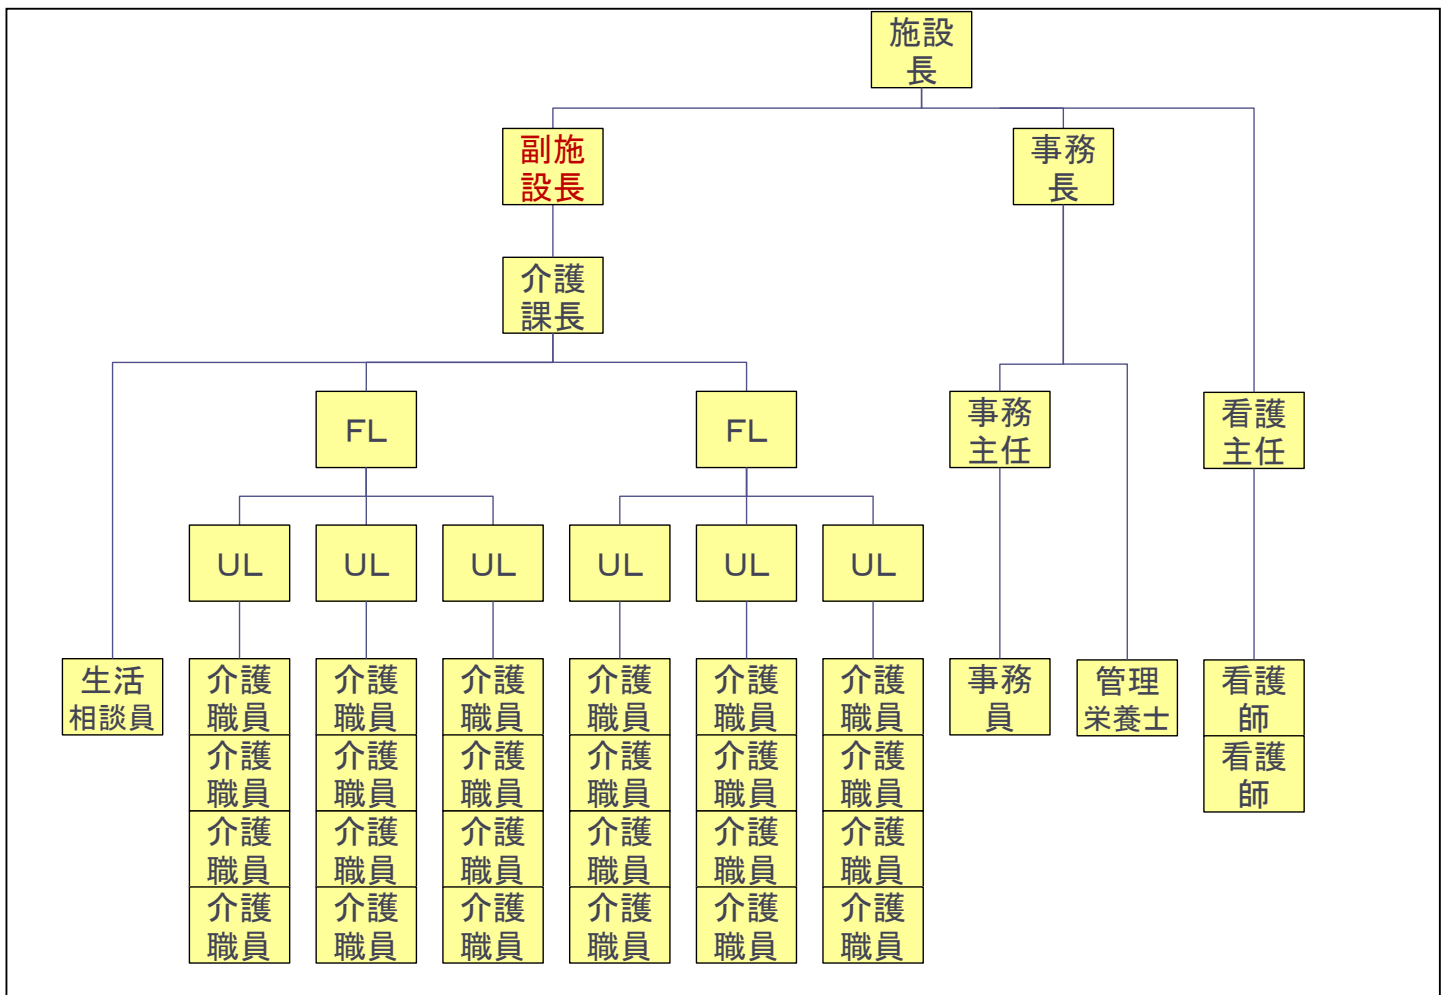 施設
長
副施
設長
事務
長
介護
課長
FL
FL
事務
主任
看護
主任
UL
UL
UL
UL
UL
UL
生活
相談員
介護
職員
介護
職員
介護
職員
介護
職員
介護
職員
介護
職員
事務
員
管理
栄養士
看護
師
介護
職員
介護
職員
介護
職員
介護
職員
介護
職員
介護
職員
看護
師
介護
職員
介護
職員
介護
職員
介護
職員
介護
職員
介護
職員
介護
職員
介護
職員
介護
職員
介護
職員
介護
職員
介護
職員